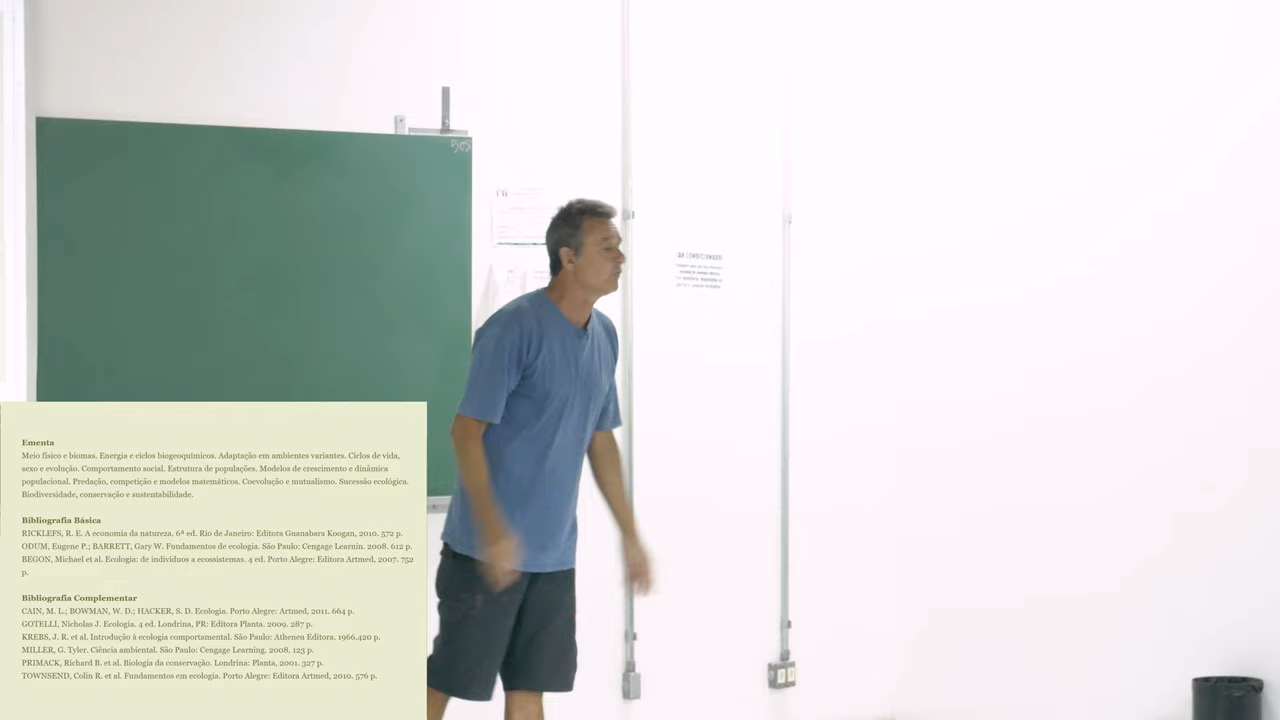 505
Ementa
Meio físico e biomas. Energia e ciclos biogeoquímicos. Adaptação em ambientes variantes. Ciclos de vida,
sexo e evolução. Comportamento social. Estrutura de populações. Modelos de crescimento e dinâmica
populacional. Predação, competição e modelos matemáticos. Coevolução e mutualismo. Sucessão ecológica.
Biodiversidade, conservação e sustentabilidade.
Bibliografia Básica
RICKLEFS, R. E. A economia da natureza. 6ª ed. Rio de Janeiro: Editora Guanabara Koogan, 2010. 572 p.
ODUM, Eugene P.; BARRETT, Gary W. Fundamentos de ecologia. São Paulo: Cengage Learnin. 2008. 612 p.
BEGON, Michael et al. Ecologia: de indivíduos a ecossistemas. 4 ed. Porto Alegre: Editora Artmed, 2007. 752
p.
Bibliografia Complementar
CAIN, M. L.; BOWMAN, W. D.; HACKER, S. D. Ecologia. Porto Alegre: Artmed, 2011. 664 p.
GOTELLI, Nicholas J. Ecologia. 4 ed. Londrina, PR: Editora Planta. 2009. 287 p.
KREBS, J. R. et al. Introdução à ecologia comportamental. São Paulo: Atheneu Editora. 1966.420 p.
MILLER, G. Tyler. Ciência ambiental. São Paulo: Cengage Learning. 2008. 123 p.
PRIMACK, Richard B. et al. Biologia da conservação. Londrina: Planta, 2001. 327 p.
TOWNSEND, Colin R. et al. Fundamentos em ecologia. Porto Alegre: Editora Artmed, 2010. 576 p.